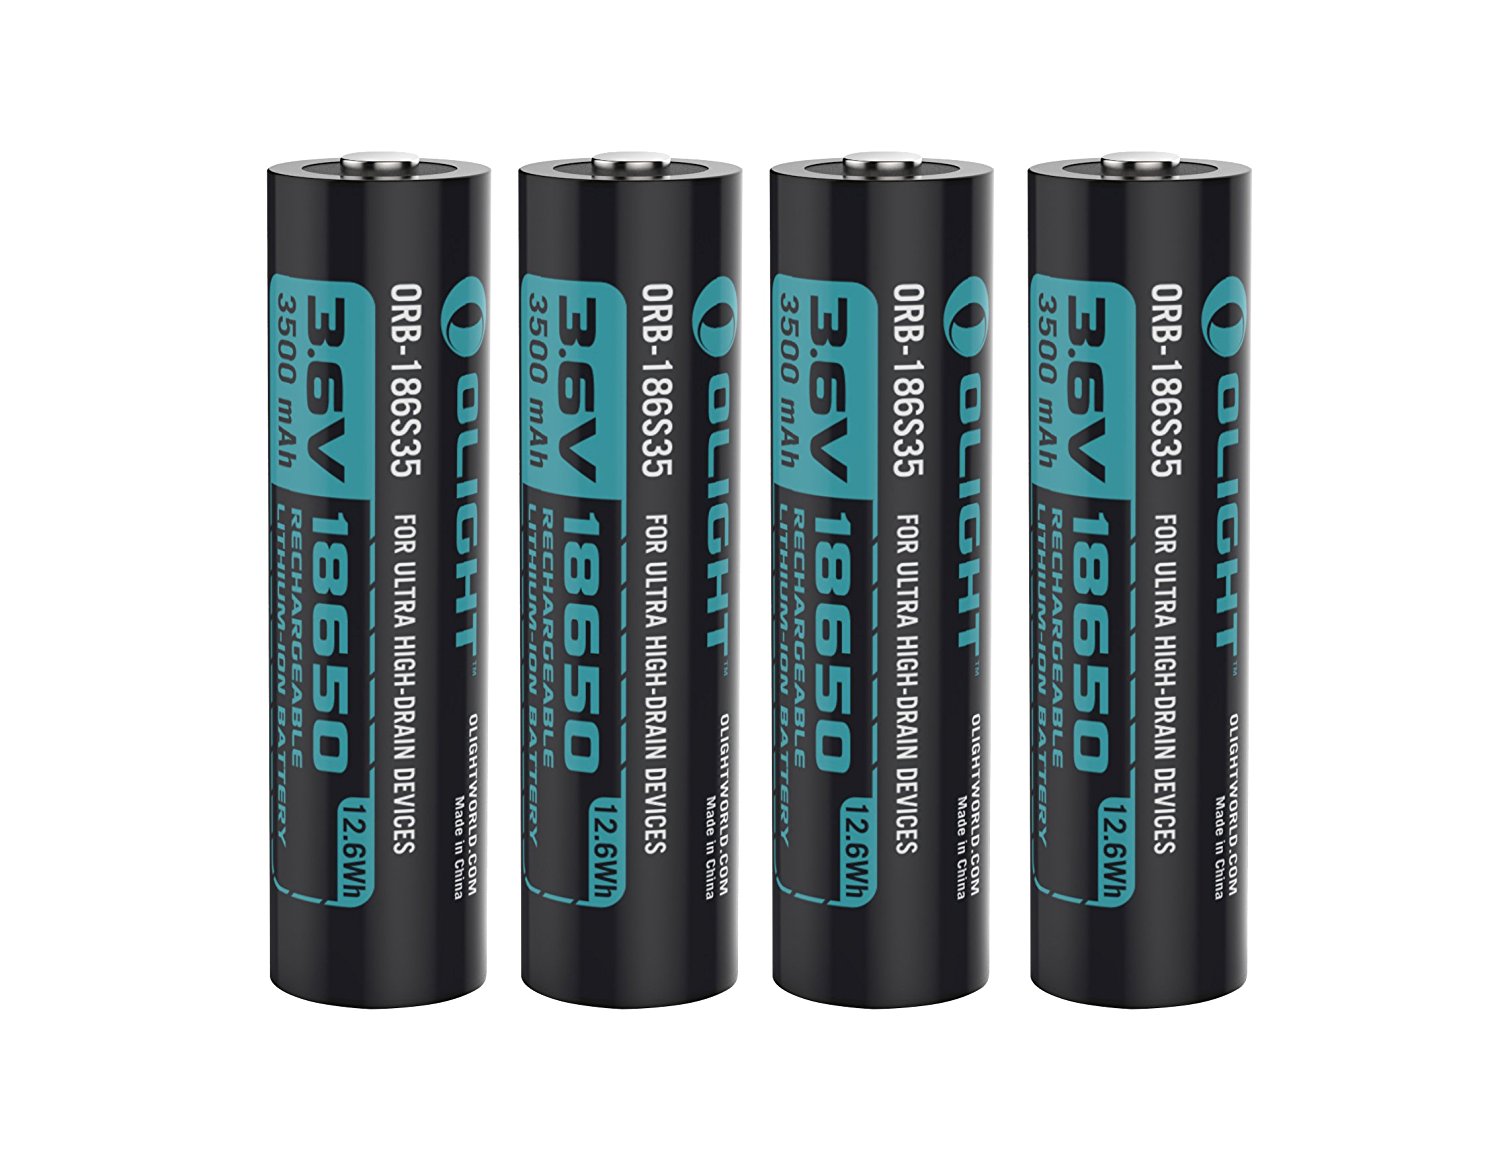 OLIGHT™
OLIGHTWORLD.COM
Made in China
ORB-186S35 FOR ULTRA HIGH-DRAIN DEVICES
3.6V 18650
3500 mAh RECHARGEABLE
LITHIUM-ION BATTERY
12.6Wh
OLIGHT™
OLIGHTWORLD.COM
Made in China
ORB-186S35 FOR ULTRA HIGH-DRAIN DEVICES
3.6V 18650
3500 mAh RECHARGEABLE
LITHIUM-ION BATTERY
12.6Wh
OLIGHT™
OLIGHTWORLD.COM
Made in China
ORB-186S35 FOR ULTRA HIGH-DRAIN DEVICES
3.6V 18650
3500 mAh RECHARGEABLE
LITHIUM-ION BATTERY
12.6Wh
OLIGHT™
OLIGHTWORLD.COM
Made in China
ORB-186S35 FOR ULTRA HIGH-DRAIN DEVICES
3.6V 18650
3500 mAh RECHARGEABLE
LITHIUM-ION BATTERY
12.6Wh